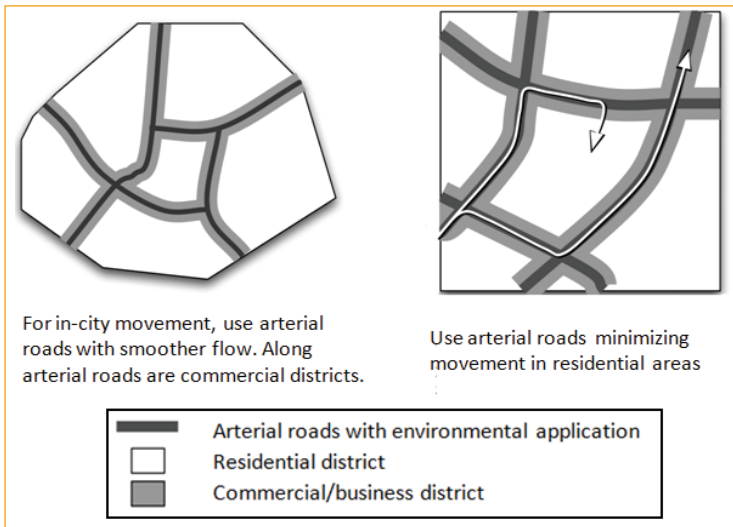 For in-city movement, use arterial
roads with smoother flow. Along
arterial roads are commercial districts.
Use arterial roads minimizing
movement in residential areas
Arterial roads with environmental application
Residential district
Commercial/business district